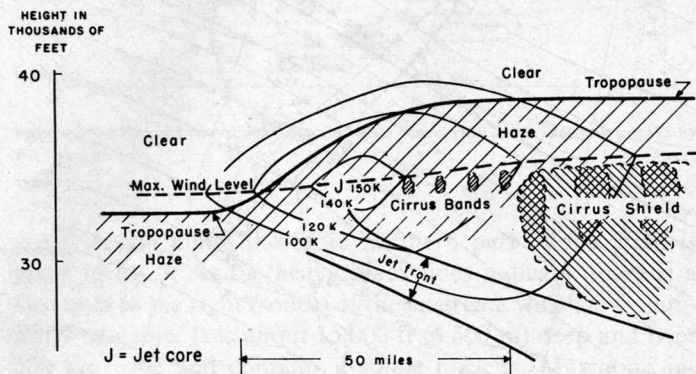 HEIGHT IN
THOUSANDS OF
FEET
40
Clear
Tropopause
Haze
Clear
Max. Wind Level
J 150K
140K
Cirrus Bands
Cirrus Shield
120K
100K
Tropopause
Haze
30
Jet front
J = Jet core
50 miles